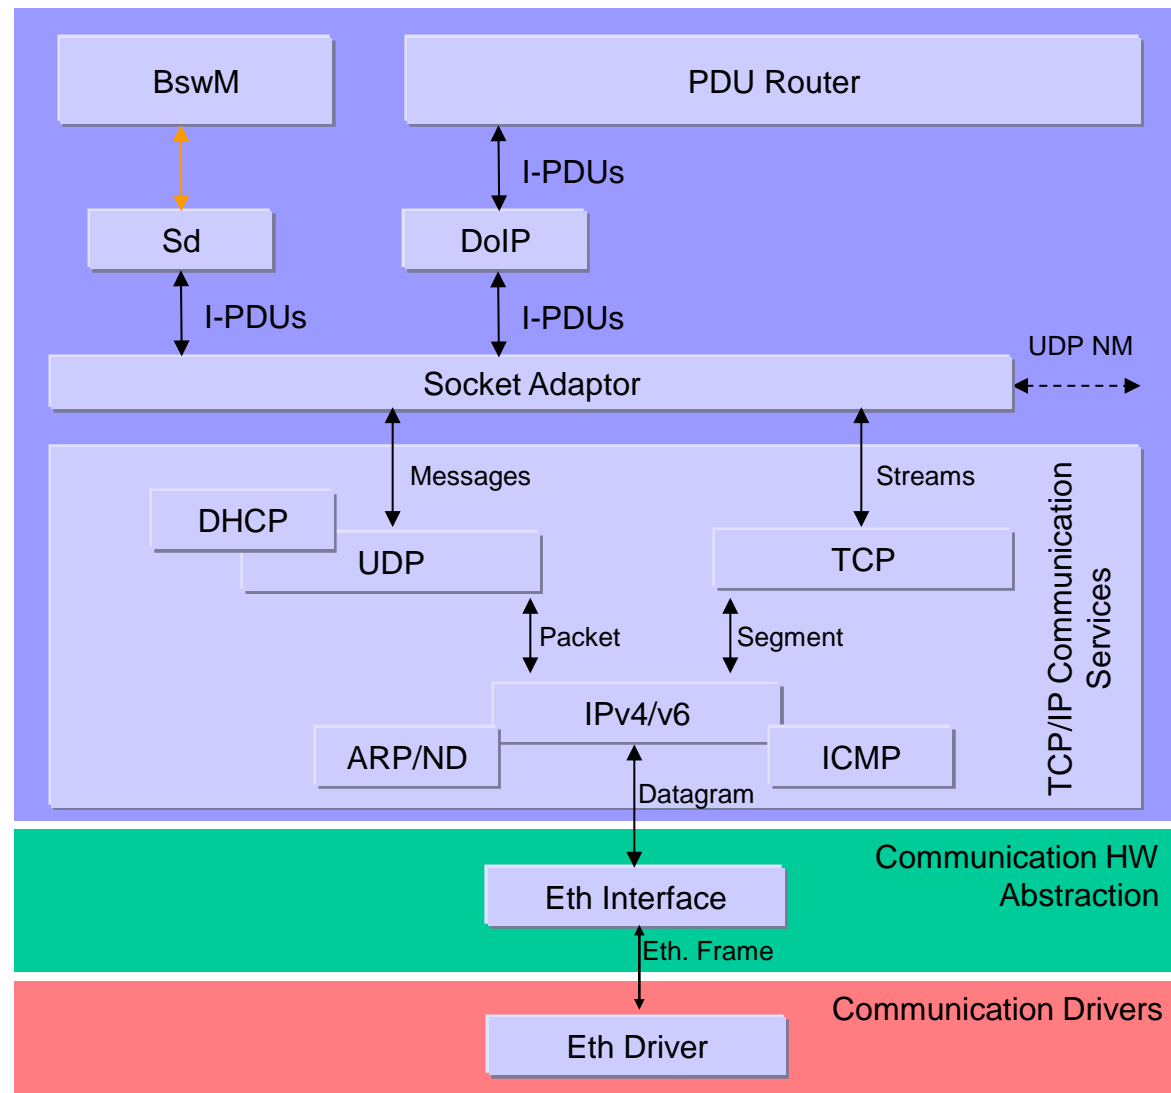 BswM
PDU Router
I-PDUs
Sd
DoIP
I-PDUs
I-PDUs
UDP NM
Socket Adaptor
Messages
Streams
DHCP
UDP
TCP
Packet
Segment
IPv4/v6
ARP/ND
ICMP
Datagram
TCP/IP Communication
Services
Communication HW
Abstraction
Eth Interface
Eth. Frame
Communication Drivers
Eth Driver